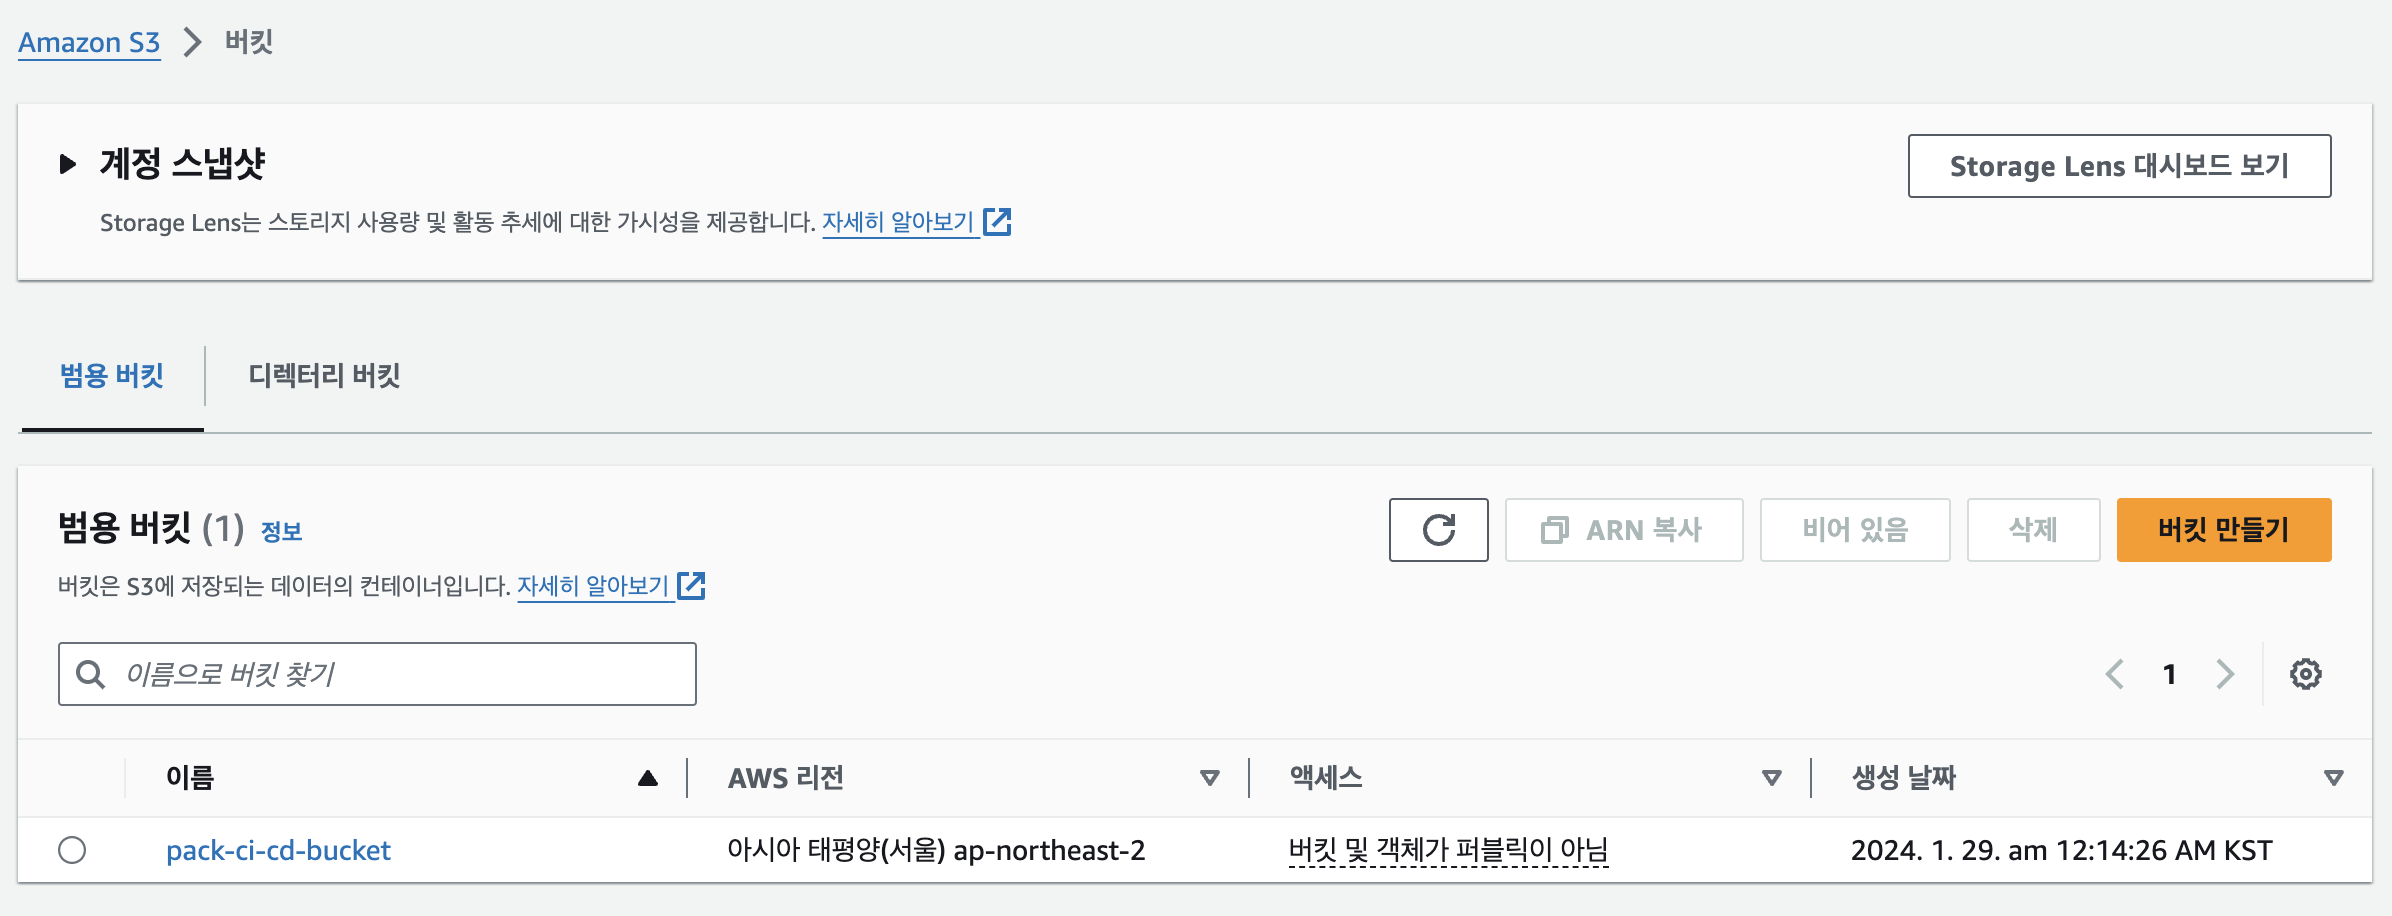 Amazon S3 > 버킷
계정 스냅샷
Storage Lens 대시보드 보기
Storage Lens는 스토리지 사용량 및 활동 추세에 대한 가시성을 제공합니다. 자세히 알아보기
범용 버킷
디렉터리 버킷
범용 버킷 (1) 정보
ARN 복사
비어 있음
삭제
버킷 만들기
버킷은 S3에 저장되는 데이터의 컨테이너입니다. 자세히 알아보기
이름으로 버킷 찾기
1
이름 AWS 리전 액세스 생성 날짜
pack-ci-cd-bucket 아시아 태평양(서울) ap-northeast-2 버킷 및 객체가 퍼블릭이 아님 2024. 1. 29. am 12:14:26 AM KST